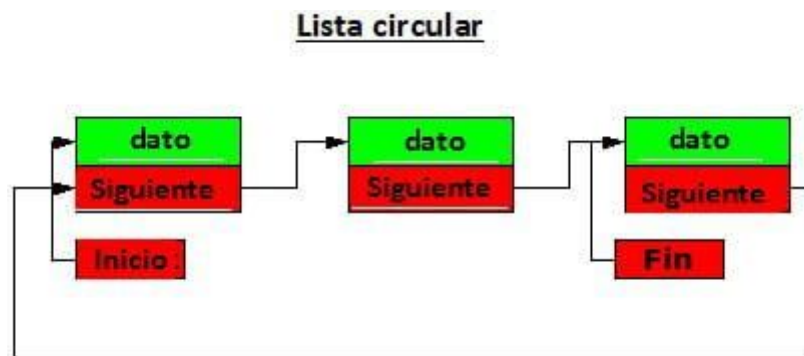 Lista circular
dato
Siguiente
Inicio
dato
Siguiente
dato
Siguiente
Fin